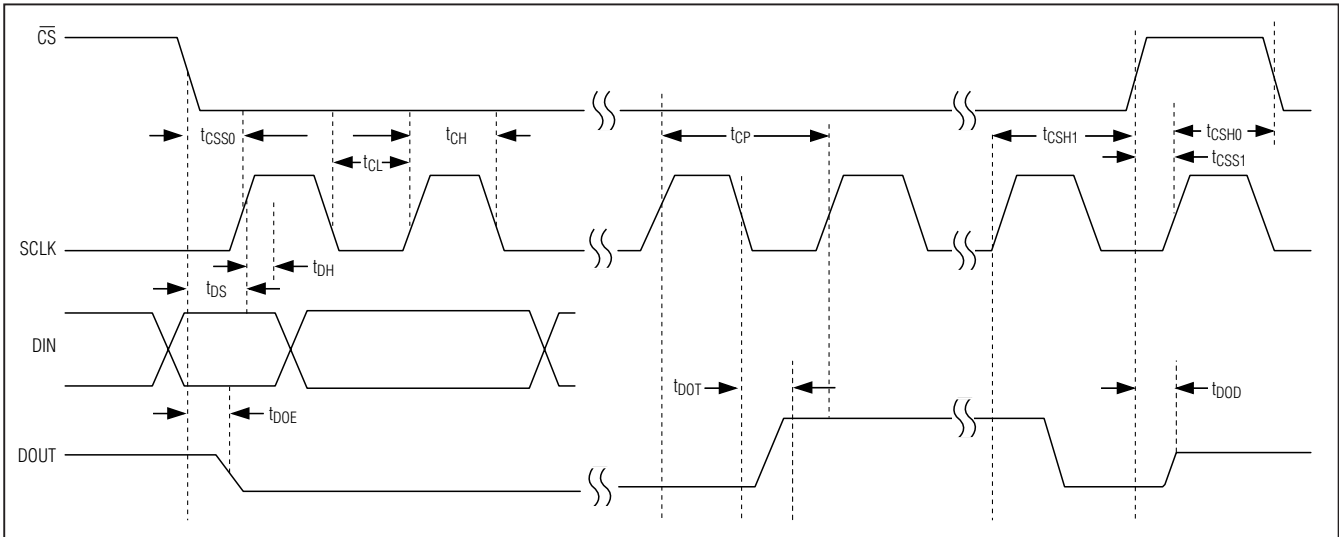 CS
tCSS0
tCH
tCP
tCSH1
tCSH0
tCL
tCSS1
SCLK
tDH
tDS
DIN
tDOT
tDOD
tDOE
DOUT